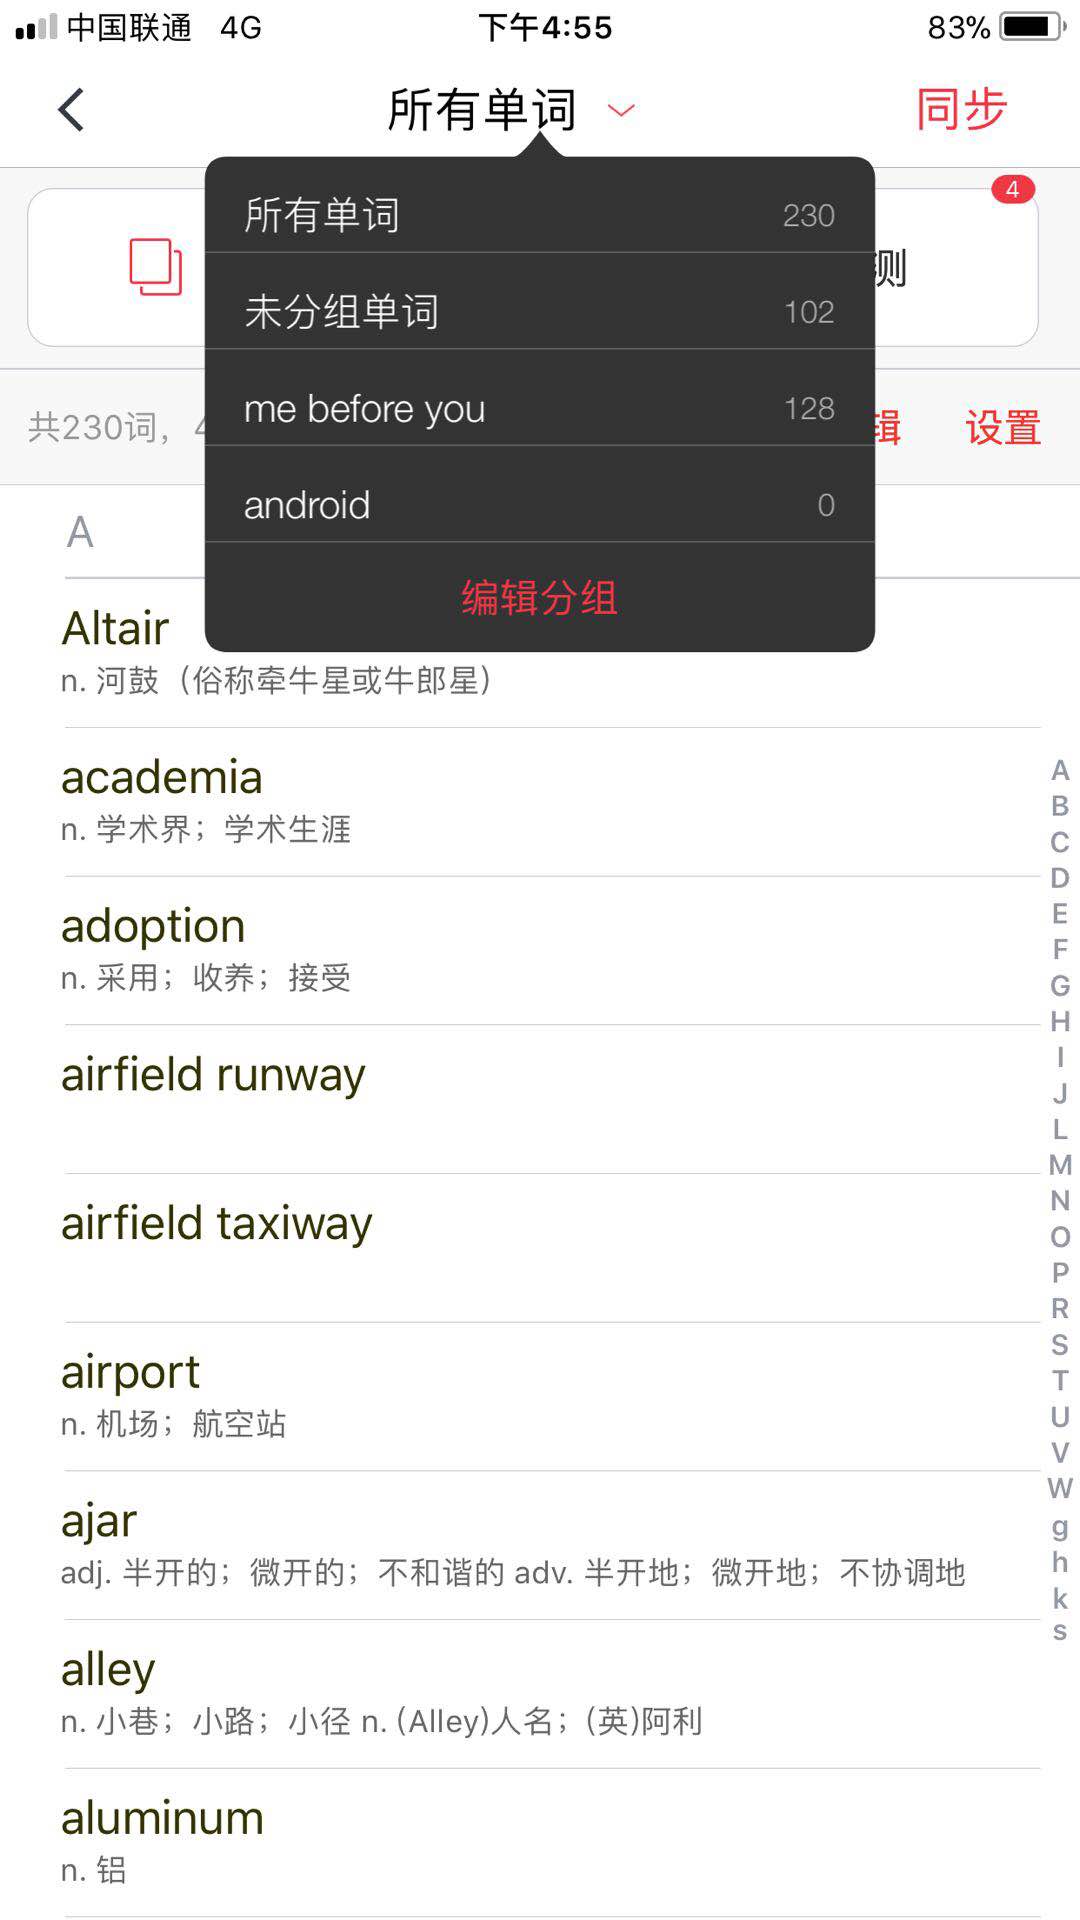 中国联通 4G 下午4:55 83%
所有单词 同步
4
所有单词 230
测
未分组单词 102
me before you 128
共230词， 辑 设置
android 0
A
编辑分组
Altair
n. 河鼓（俗称牵牛星或牛郎星）
academia
n. 学术界；学术生涯
adoption
n. 采用；收养；接受
airfield runway
airfield taxiway
airport
n. 机场；航空站
ajar
adj. 半开的；微开的；不和谐的 adv. 半开地；微开地；不协调地
alley
n. 小巷；小路；小径 n. (Alley)人名；(英)阿利
aluminum
n. 铝
A
B
C
D
E
F
G
H
I
J
L
M
N
O
P
R
S
T
U
V
W
g
h
k
s